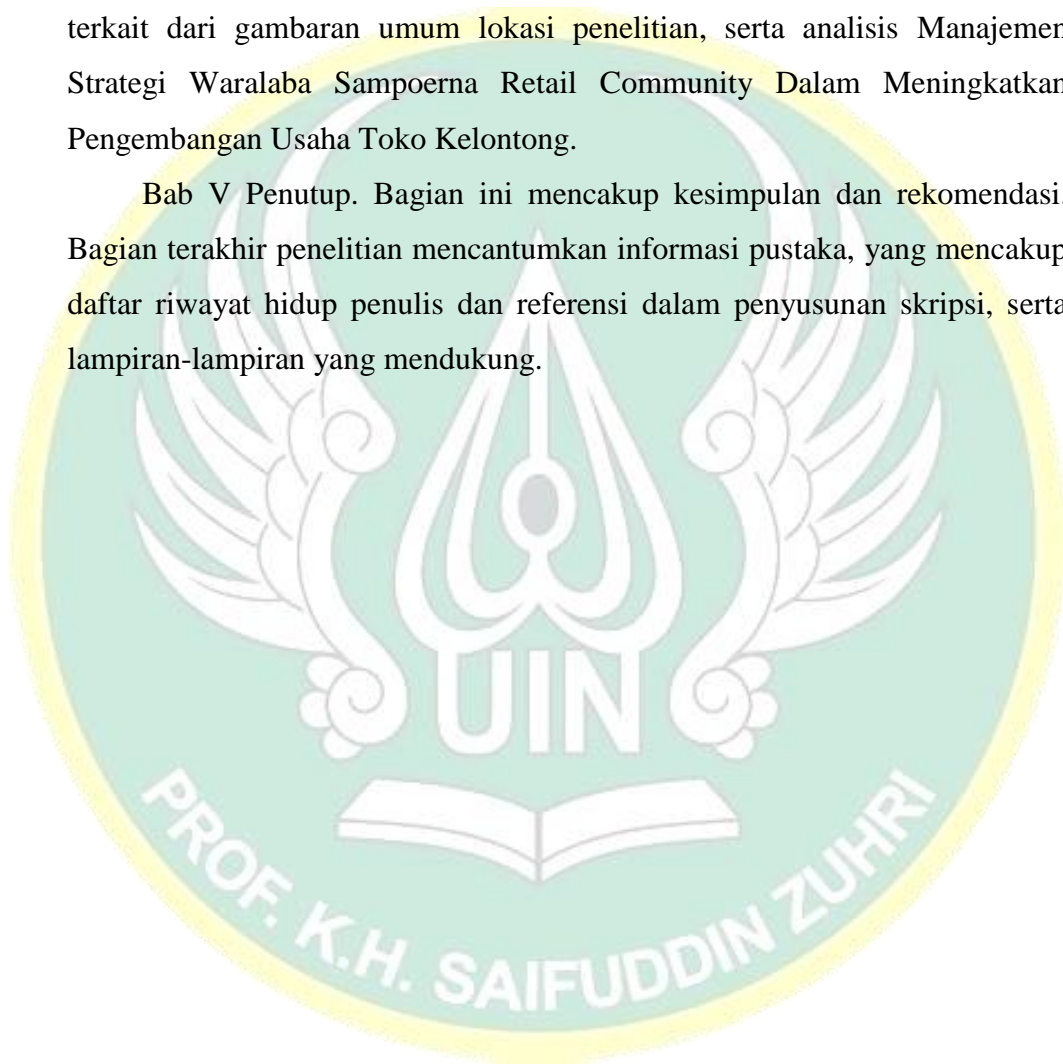 terkait dari gambaran umum lokasi penelitian, serta analisis Manajemen
Strategi Waralaba Sampoerna Retail Community Dalam Meningkatkan
Pengembangan Usaha Toko Kelontong.
Bab V Penutup. Bagian ini mencakup kesimpulan dan rekomendasi.
Bagian terakhir penelitian mencantumkan informasi pustaka, yang mencakup
daftar riwayat hidup penulis dan referensi dalam penyusunan skripsi, serta
lampiran-lampiran yang mendukung.
UIN
PROF. K.H. SAIFUDDIN ZUHRI